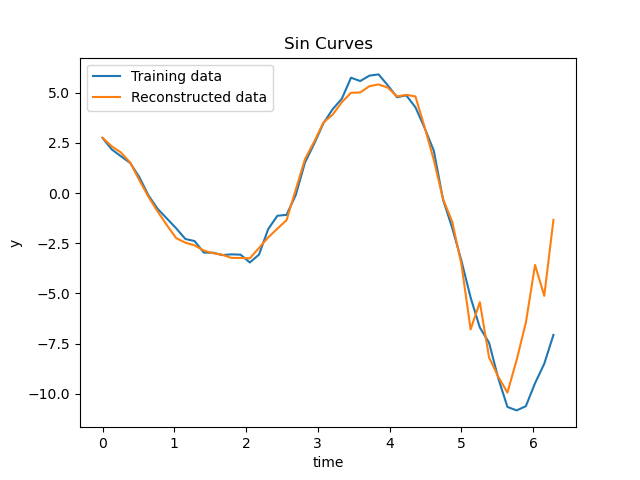 Sin Curves
Training data
Reconstructed data
5.0
2.5
0.0
−2.5
−5.0
−7.5
−10.0
y
0 1 2 3 4 5 6
time